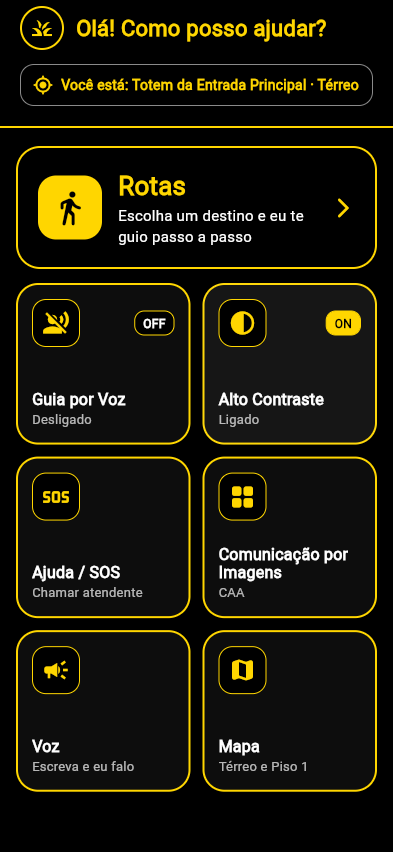 Olá! Como posso ajudar?
Você está: Totem da Entrada Principal · Térreo
Rotas
Escolha um destino e eu te
guio passo a passo
OFF
Guia por Voz
Desligado
ON
Alto Contraste
Ligado
SOS
Ajuda / SOS
Chamar atendente
Comunicação por
Imagens
CAA
Voz
Escreva e eu falo
Mapa
Térreo e Piso 1